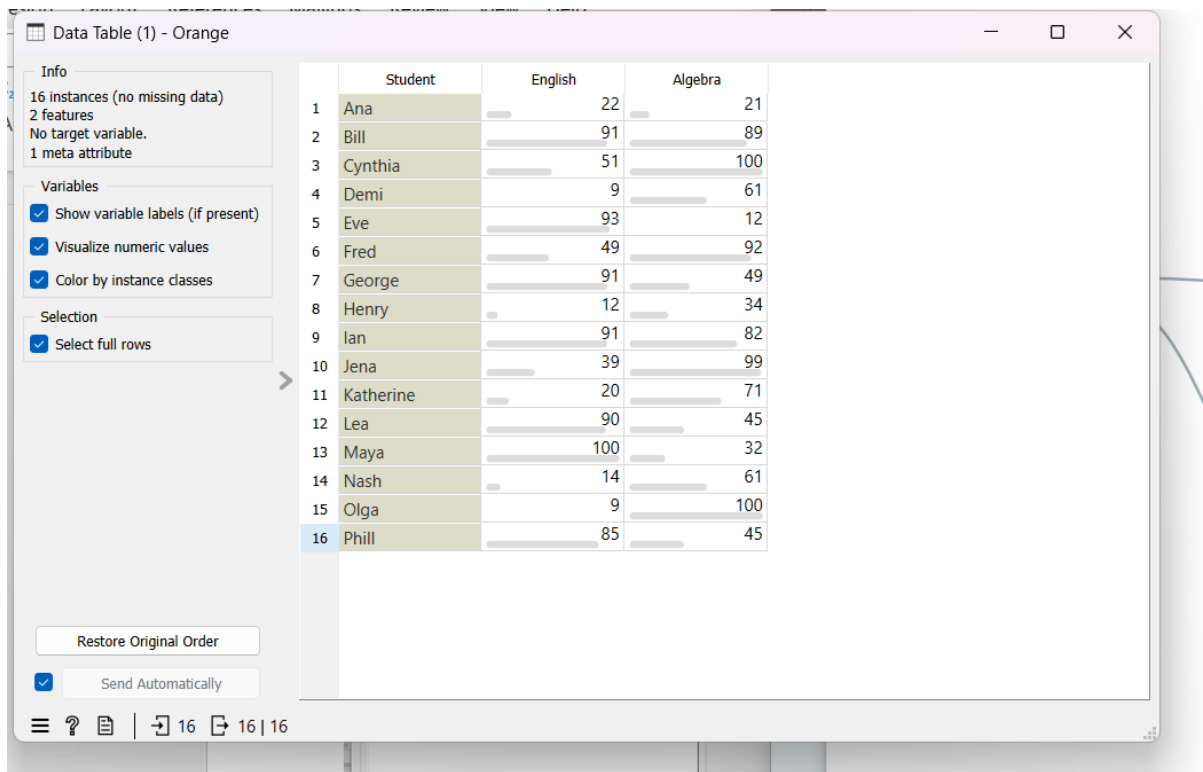 Data Table (1) - Orange
Info
16 instances (no missing data)
2 features
No target variable.
1 meta attribute
Variables
Show variable labels (if present)
Visualize numeric values
Color by instance classes
Selection
Select full rows
Restore Original Order
Send Automatically
16 16 | 16
Student English Algebra
1 Ana 22 21
2 Bill 91 89
3 Cynthia 51 100
4 Demi 9 61
5 Eve 93 12
6 Fred 49 92
7 George 91 49
8 Henry 12 34
9 Ian 91 82
10 Jena 39 99
11 Katherine 20 71
12 Lea 90 45
13 Maya 100 32
14 Nash 14 61
15 Olga 9 100
16 Phill 85 45